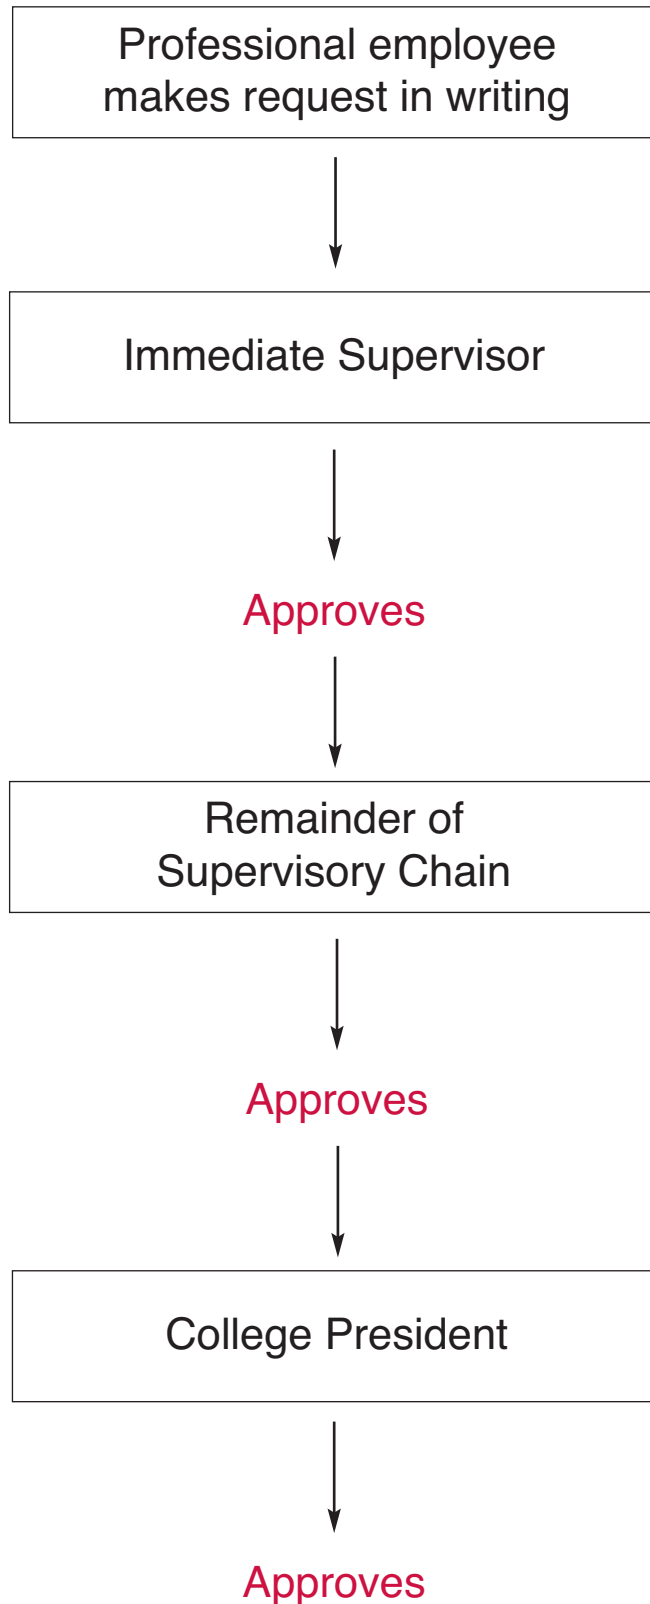 Professional employee
makes request in writing
Immediate Supervisor
Approves
Remainder of
Supervisory Chain
Approves
College President
Approves